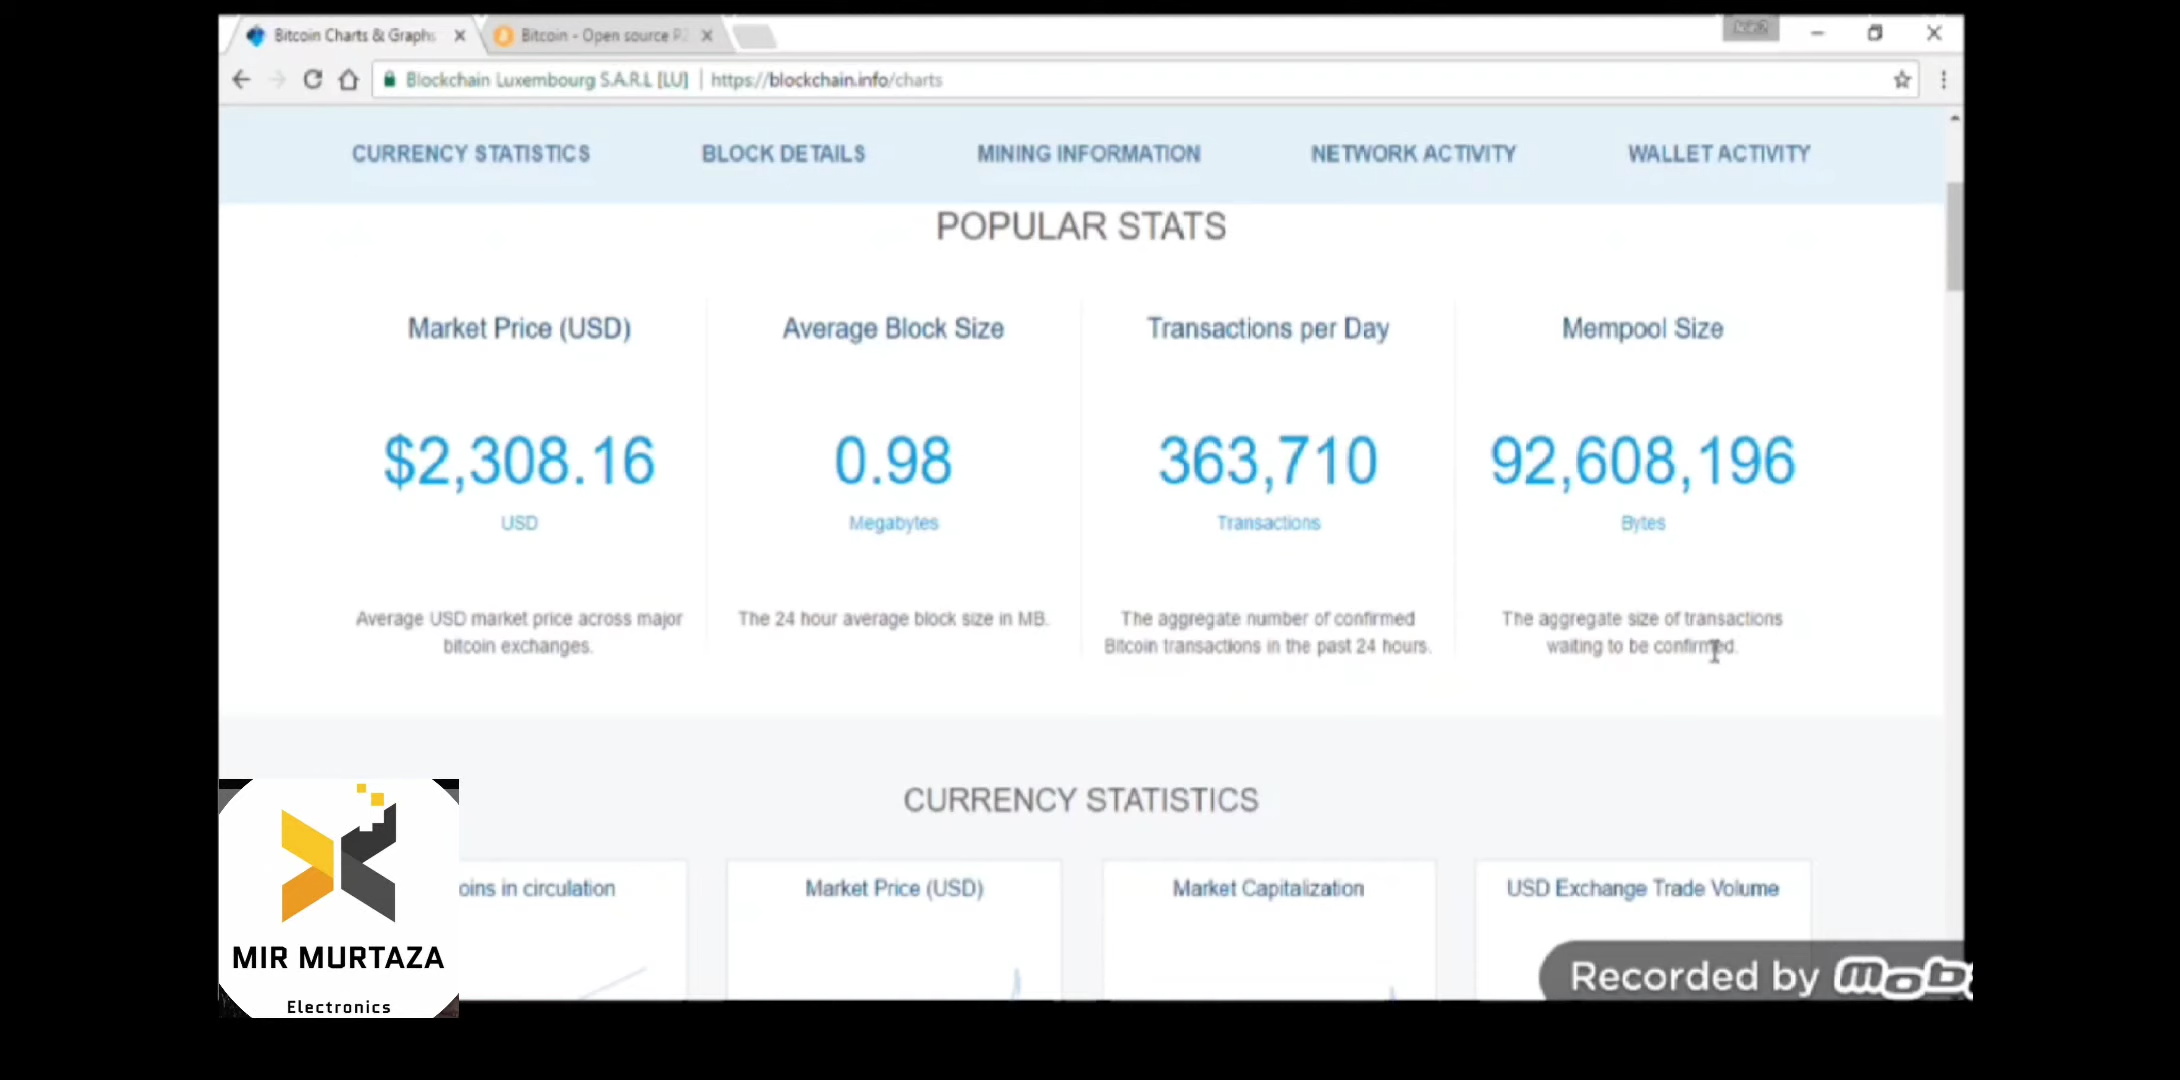 Bitcoin Charts & Graphs
Bitcoin - Open source P2
Blockchain Luxembourg S.A.R.L [LU] | https://blockchain.info/charts
CURRENCY STATISTICS BLOCK DETAILS MINING INFORMATION NETWORK ACTIVITY WALLET ACTIVITY
POPULAR STATS
Market Price (USD) Average Block Size Transactions per Day Mempool Size
$2,308.16 0.98 363,710 92,608,196
USD Megabytes Transactions Bytes
Average USD market price across major
bitcoin exchanges.
The 24 hour average block size in MB.
The aggregate number of confirmed
Bitcoin transactions in the past 24 hours.
The aggregate size of transactions
waiting to be confirmed.
CURRENCY STATISTICS
oins in circulation Market Price (USD) Market Capitalization USD Exchange Trade Volume
MIR MURTAZA
Electronics
Recorded by mob